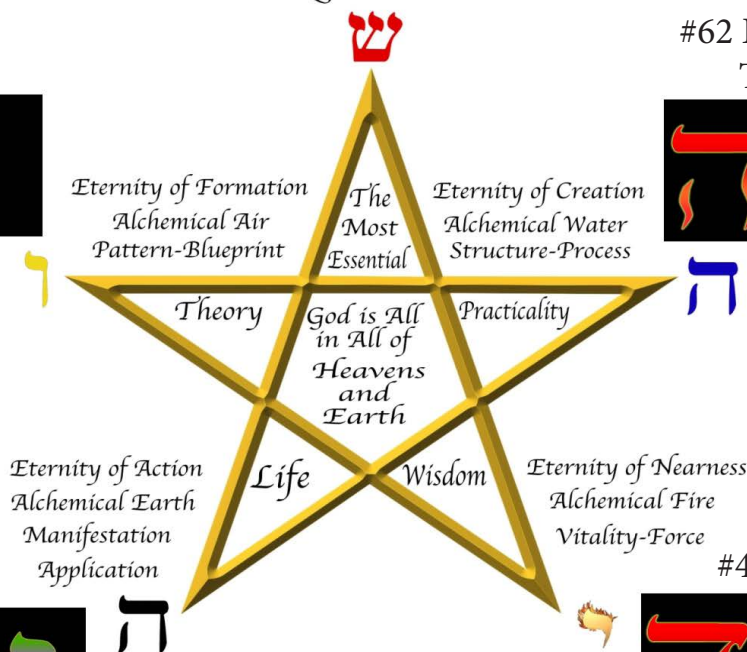 ש
#62
Eternity of Formation
Alchemical Air
Pattern-Blueprint
The
Most
Essential
Eternity of Creation
Alchemical Water
Structure-Process
ו
ה
Theory
God is All
in All of
Heavens
and
Earth
Practicality
Eternity of Action
Alchemical Earth
Manifestation
Application
Life
Wisdom
Eternity of Nearness
Alchemical Fire
Vitality-Force
#4
ה
י